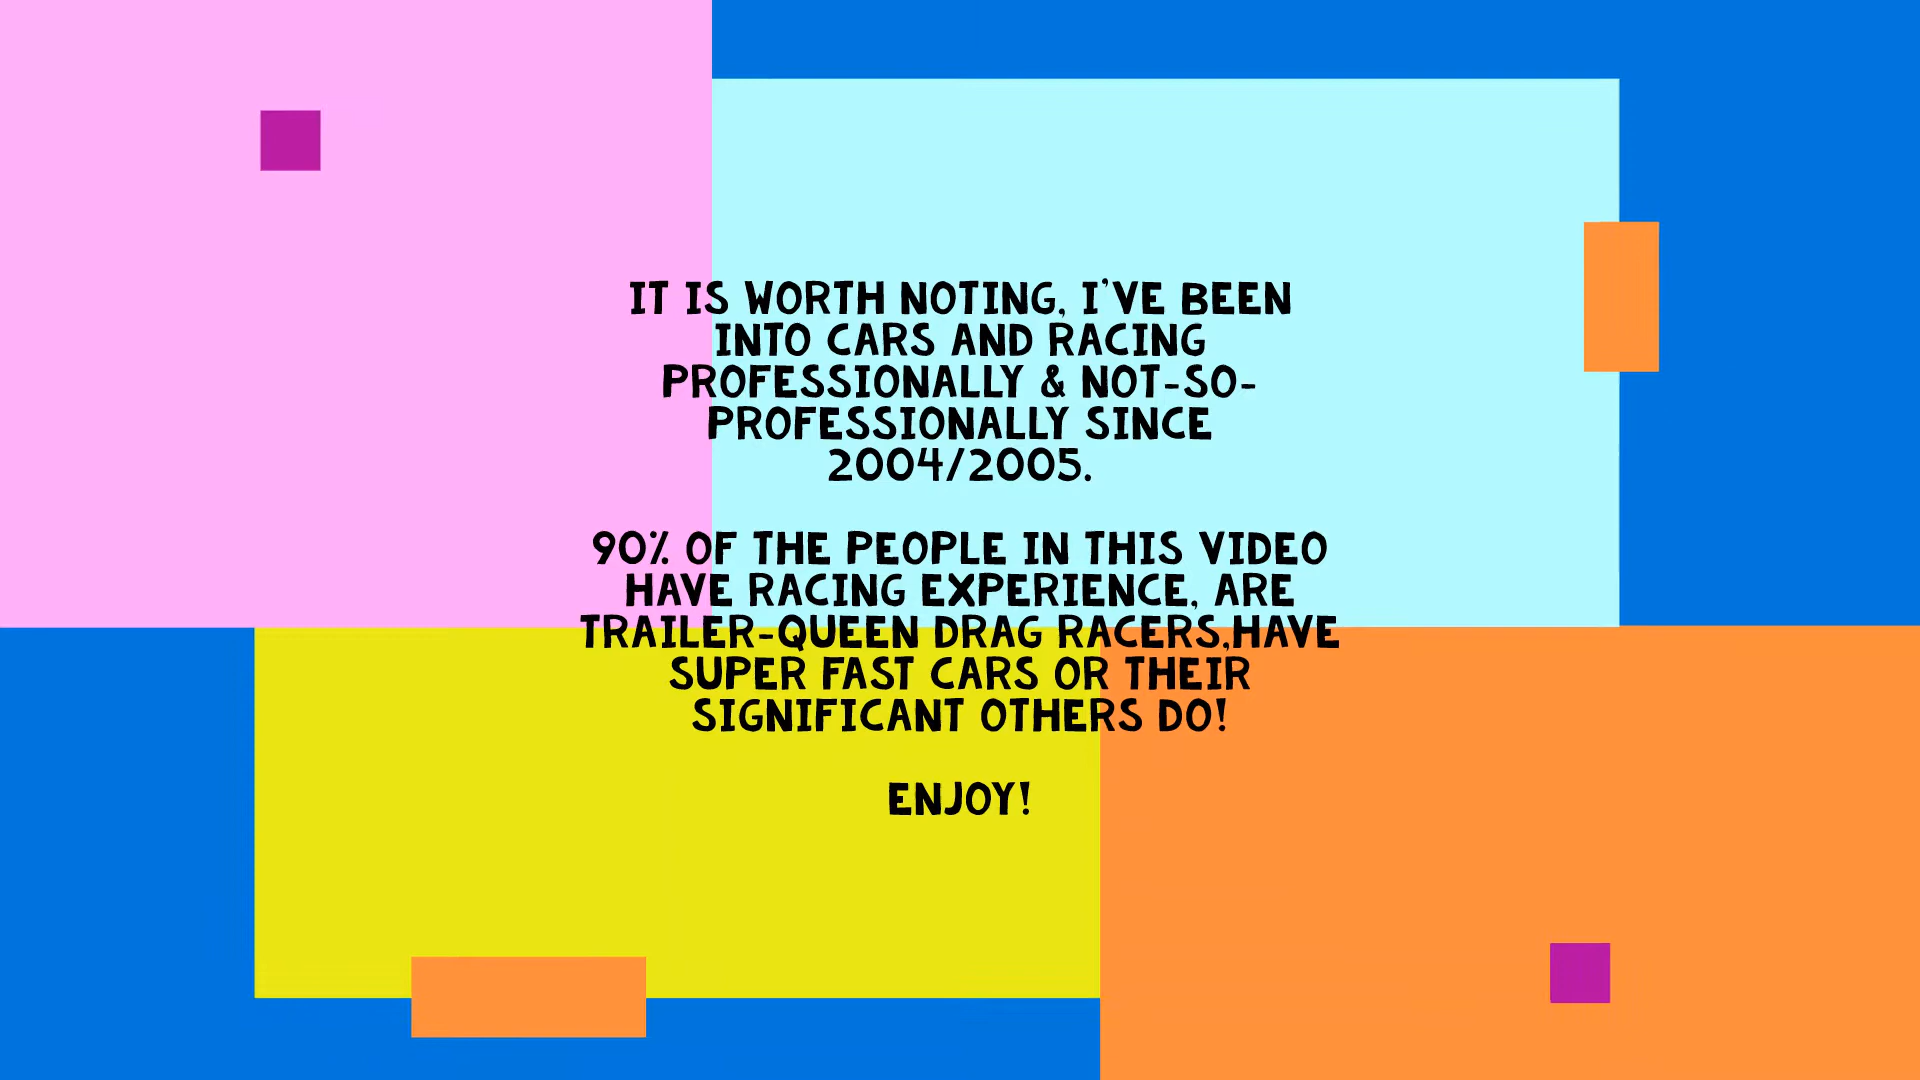 IT IS WORTH NOTING, I'VE BEEN
INTO CARS AND RACING
PROFESSIONALLY & NOT-SO-
PROFESSIONALLY SINCE
2004/2005.
90% OF THE PEOPLE IN THIS VIDEO
HAVE RACING EXPERIENCE, ARE
TRAILER-QUEEN DRAG RACERS,HAVE
SUPER FAST CARS OR THEIR
SIGNIFICANT OTHERS DO!
ENJOY!